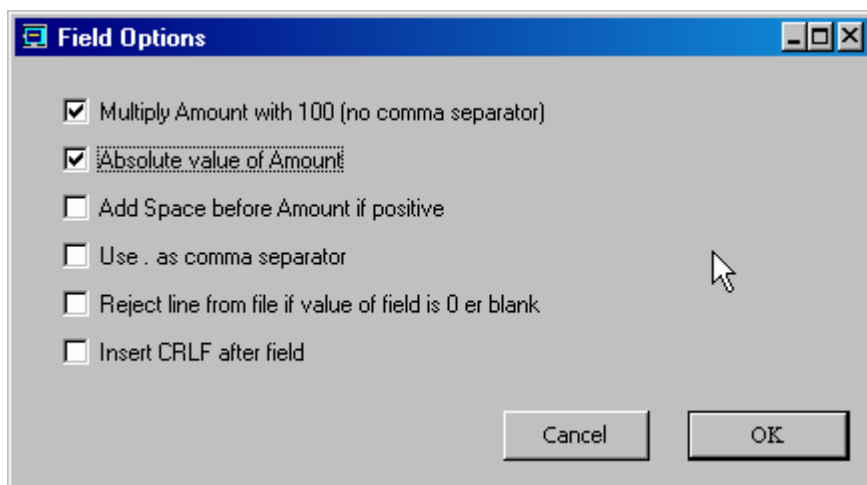 Field Options
Multiply Amount with 100 (no comma separator)
Absolute value of Amount
Add Space before Amount if positive
Use . as comma separator
Reject line from file if value of field is 0 er blank
Insert CRLF after field
Cancel OK